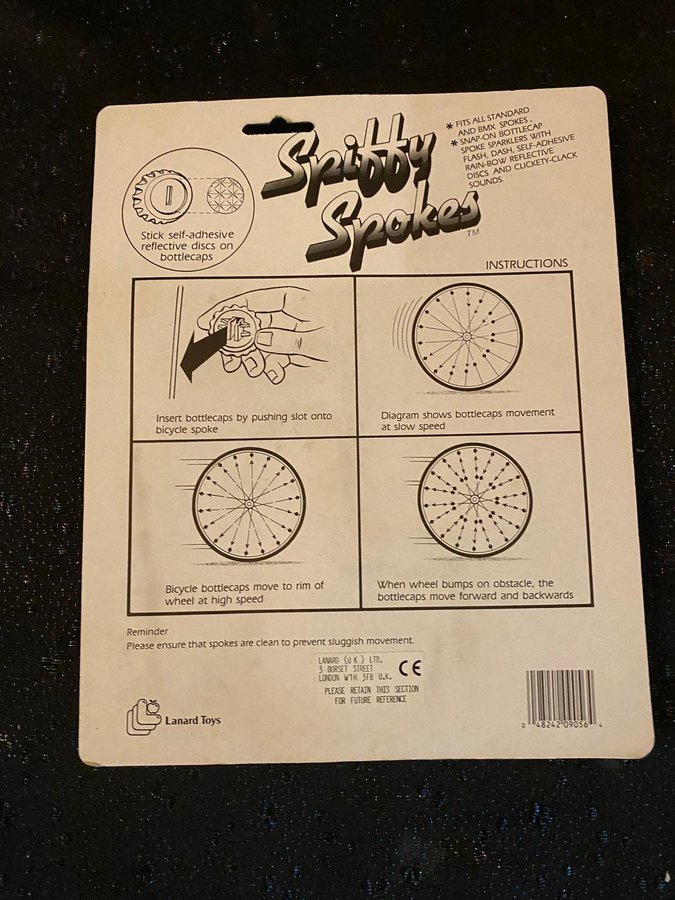 Spiffy
Spokes
TM
* FITS ALL STANDARD
AND BMX SPOKES.
* SNAP-ON BOTTLECAP
SPOKE SPARKLERS WITH
FLASH, DASH, SELF-ADHESIVE
RAIN-BOW REFLECTIVE
DISCS AND CLICKETY-CLACK
SOUNDS.
Stick self-adhesive
reflective discs on
bottlecaps
INSTRUCTIONS
Insert bottlecaps by pushing slot onto
bicycle spoke
Diagram shows bottlecaps movement
at slow speed
Bicycle bottlecaps move to rim of
wheel at high speed
When wheel bumps on obstacle, the
bottlecaps move forward and backwards
Reminder
Please ensure that spokes are clean to prevent sluggish movement.
LANARD (U K ) LTD.
3 DORSET STREET
LONDON W1H 3FB U.K.
CE
PLEASE RETAIN THIS SECTION
FOR FUTURE REFERENCE
Lanard Toys
0 48242 09056 4